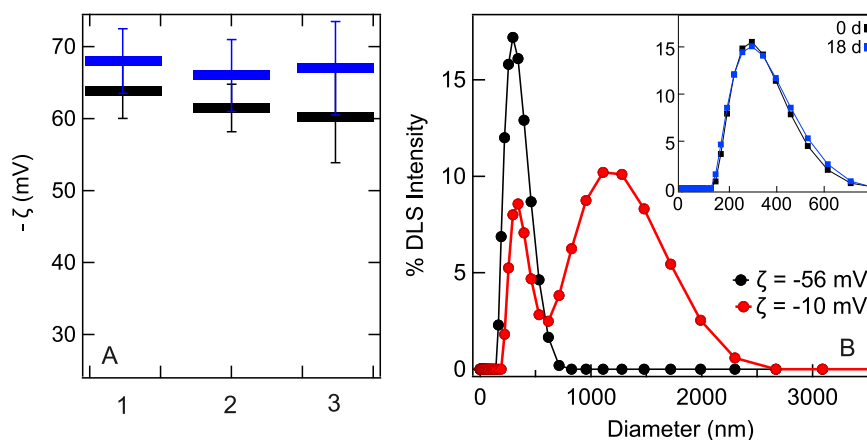 - ζ (mV)
70
60
50
40
30
A
1 2 3
% DLS Intensity
15
10
5
0
B
ζ = -56 mV
ζ = -10 mV
0 1000 2000 3000
Diameter (nm)
0 d
18 d
15
10
5
0
0 200 400 600